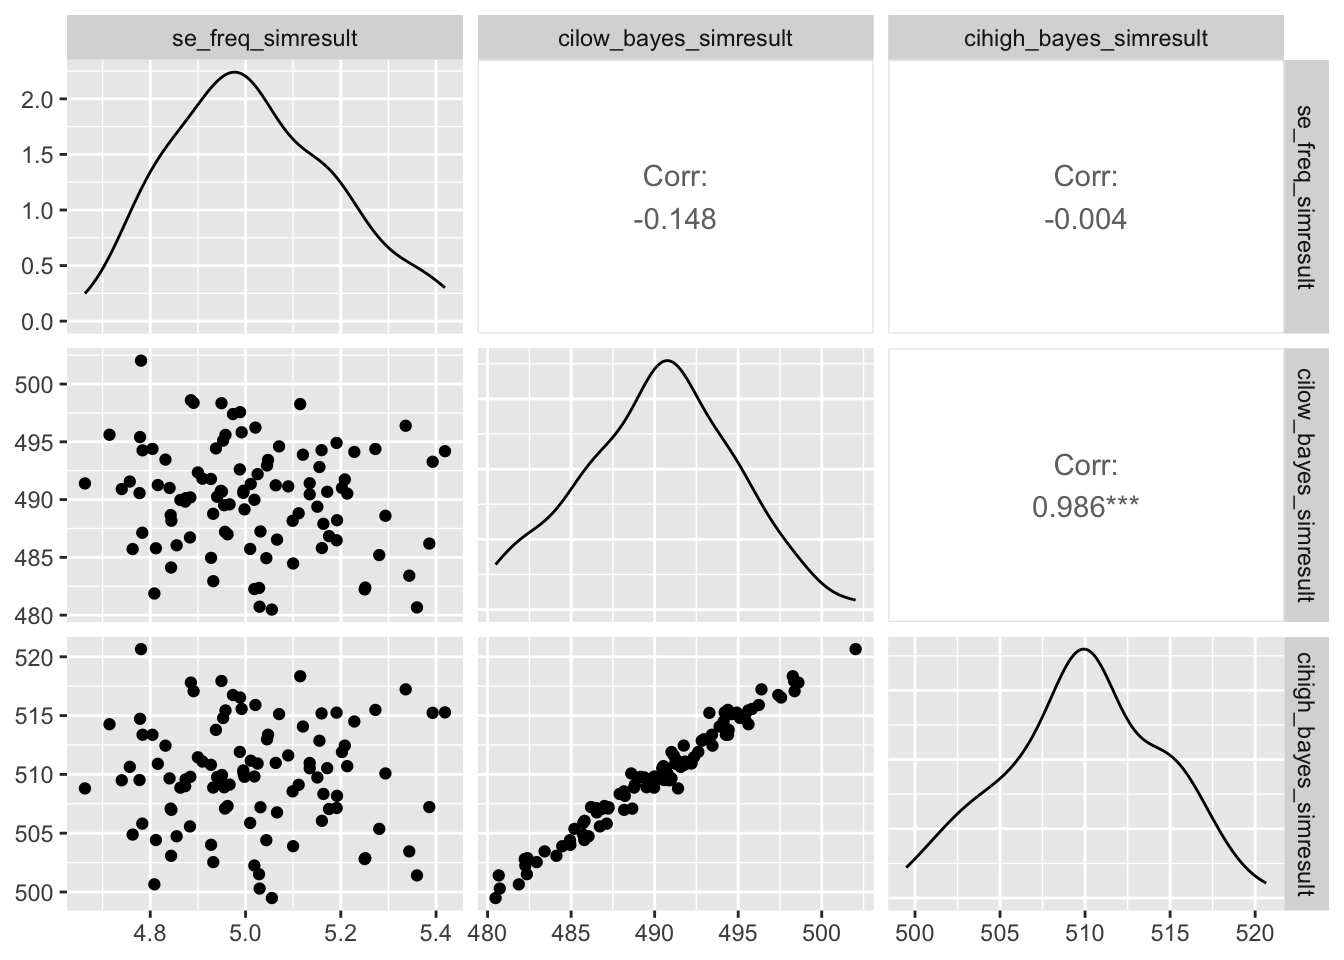 se_freq_simresult
cilow_bayes_simresult
cihigh_bayes_simresult
2.0
1.5
1.0
0.5
0.0
Corr:
-0.148
Corr:
-0.004
se_freq_simresult
500
495
490
485
480
Corr:
0.986***
cilow_bayes_simresult
520
515
510
505
500
cihigh_bayes_simresult
4.8 5.0 5.2 5.4
480 485 490 495 500
500 505 510 515 520